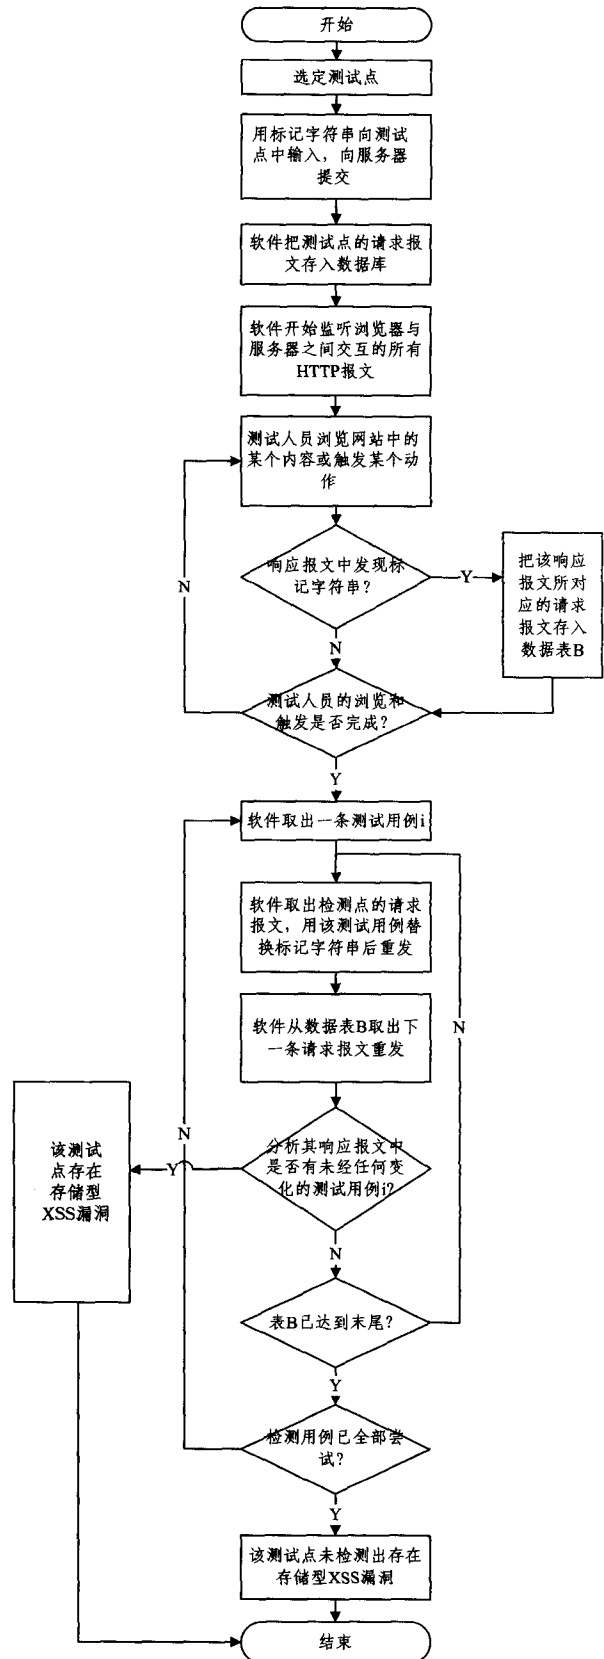 开始
选定测试点
用标记字符串向测试
点中输入，向服务器
提交
软件把测试点的请求报
文存入数据库
软件开始监听浏览器与
服务器之间交互的所有
HTTP报文
测试人员浏览网站中的
某个内容或触发某个动
作
响应报文中发现标
记字符串？
Y
把该响应
报文所对
应的请求
报文存入
数据表B
N
N
测试人员的浏览和
触发是否完成？
Y
软件取出一条测试用例i
软件取出检测点的请求
报文，用该测试用例替
换标记字符串后重发
软件从数据表B取出下
一条请求报文重发
N
N
分析其响应报文中
是否有未经任何变
化的测试用例i？
Y
该测试
点存在
存储型
XSS漏洞
N
表B已达到末尾？
Y
检测用例已全部尝
试？
Y
该测试点未检测出存在
存储型XSS漏洞
结束